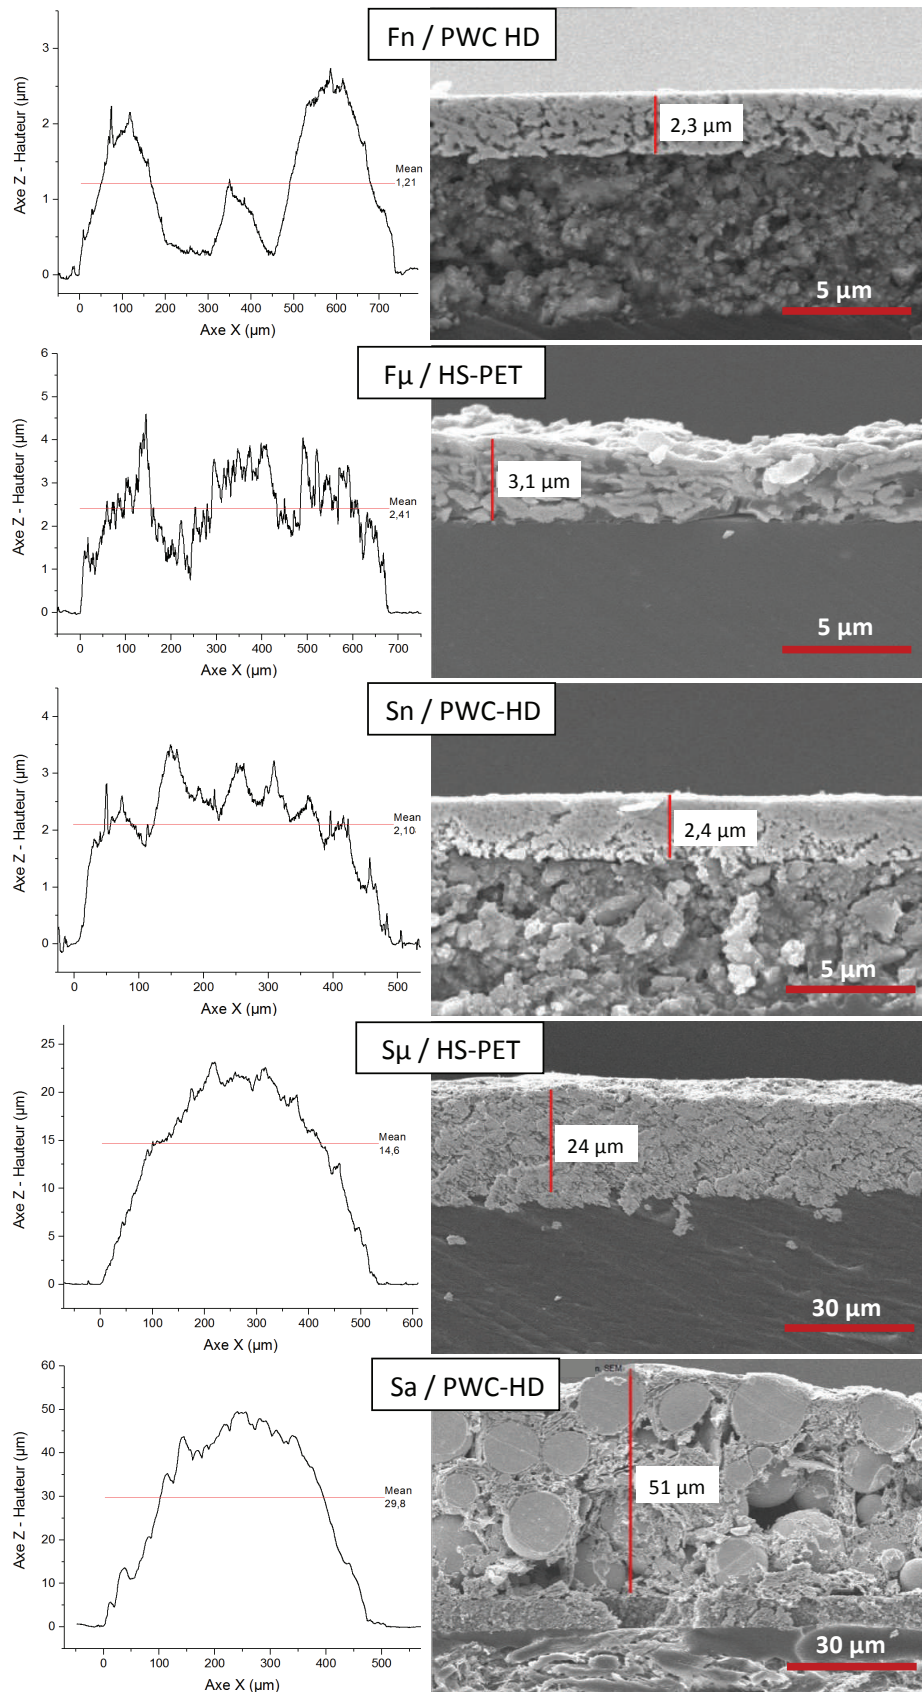 Fn / PWC HD
3
2
1
0
Axe Z - Hauteur (µm)
Mean
1,21
0 100 200 300 400 500 600 700
Axe X (µm)
2,3 µm
5 µm
Fµ / HS-PET
6
5
4
3
2
1
0
Axe Z - Hauteur (µm)
Mean
2,41
0 100 200 300 400 500 600 700
Axe X (µm)
3,1 µm
5 µm
Sn / PWC-HD
4
3
2
1
0
Axe Z - Hauteur (µm)
Mean
2,10
0 100 200 300 400 500
Axe X (µm)
2,4 µm
5 µm
Sµ / HS-PET
25
20
15
10
5
0
Axe Z - Hauteur (µm)
Mean
14,6
0 100 200 300 400 500 600
Axe X (µm)
24 µm
30 µm
Sa / PWC-HD
60
50
40
30
20
10
0
Axe Z - Hauteur (µm)
Mean
29,8
0 100 200 300 400 500
Axe X (µm)
n. SEM
51 µm
30 µm